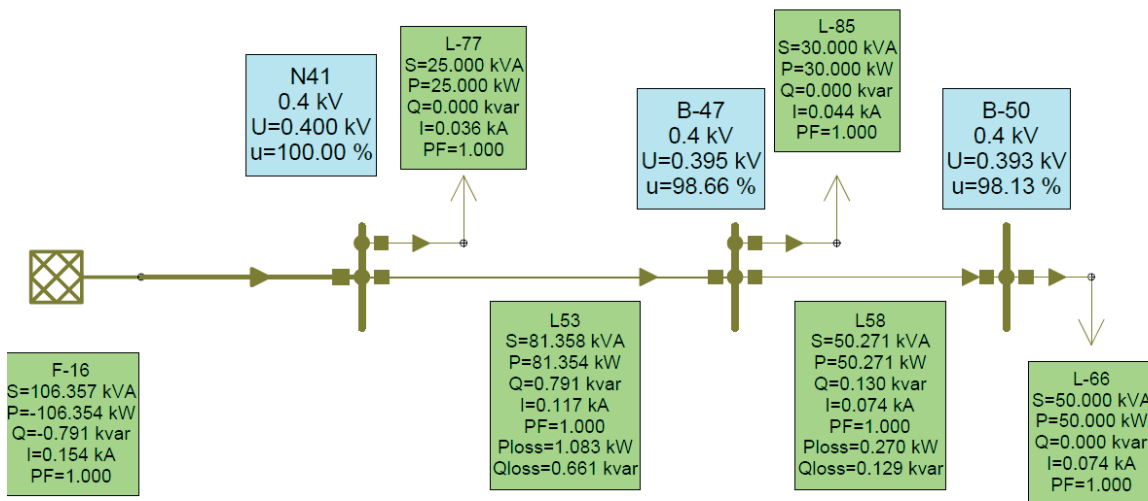 L-77
S=25.000 kVA
P=25.000 kW
Q=0.000 kvar
I=0.036 kA
PF=1.000
L-85
S=30.000 kVA
P=30.000 kW
Q=0.000 kvar
I=0.044 kA
PF=1.000
N41
0.4 kV
U=0.400 kV
u=100.00 %
B-47
0.4 kV
U=0.395 kV
u=98.66 %
B-50
0.4 kV
U=0.393 kV
u=98.13 %
F-16
S=106.357 kVA
P=-106.354 kW
Q=-0.791 kvar
I=0.154 kA
PF=1.000
L53
S=81.358 kVA
P=81.354 kW
Q=0.791 kvar
I=0.117 kA
PF=1.000
Ploss=1.083 kW
Qloss=0.661 kvar
L58
S=50.271 kVA
P=50.271 kW
Q=0.130 kvar
I=0.074 kA
PF=1.000
Ploss=0.270 kW
Qloss=0.129 kvar
L-66
S=50.000 kVA
P=50.000 kW
Q=0.000 kvar
I=0.074 kA
PF=1.000